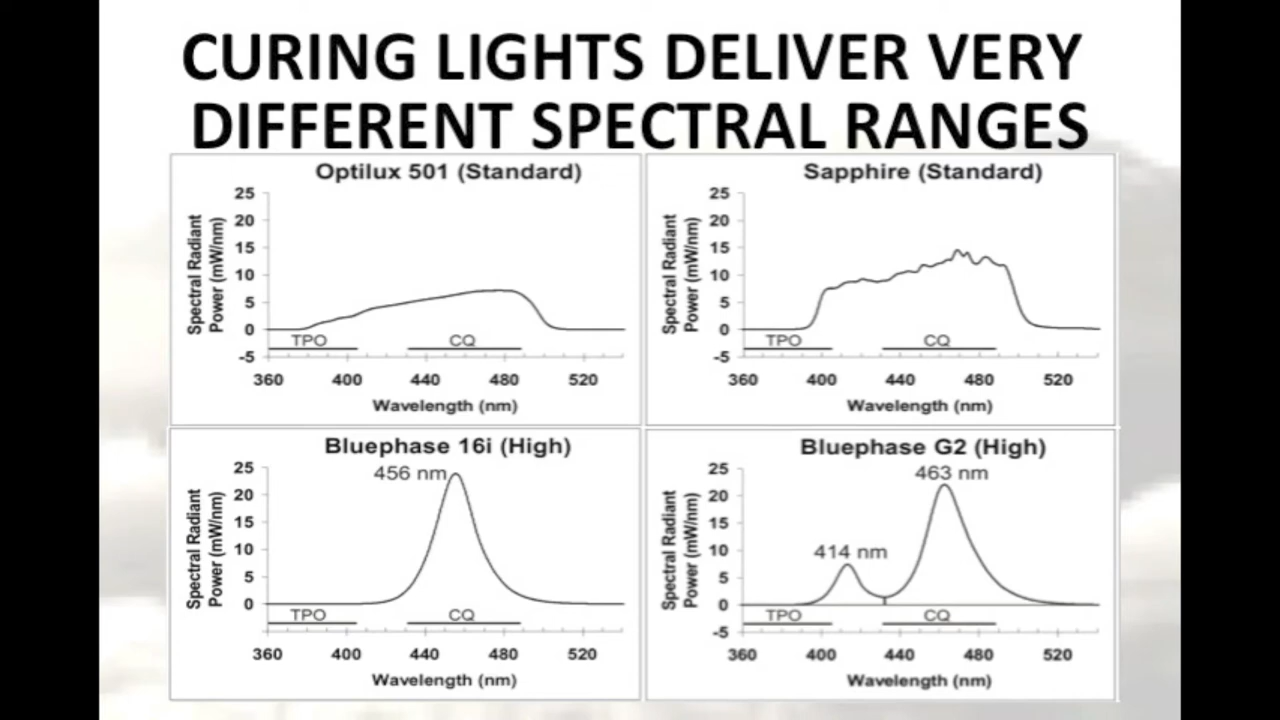 CURING LIGHTS DELIVER VERY
DIFFERENT SPECTRAL RANGES
Optilux 501 (Standard)
Spectral Radiant
Power (mW/nm)
25
20
15
10
5
0
-5
TPO
CQ
360 400 440 480 520
Wavelength (nm)
Sapphire (Standard)
Spectral Radiant
Power (mW/nm)
25
20
15
10
5
0
-5
TPO
CQ
360 400 440 480 520
Wavelength (nm)
Bluephase 16i (High)
456 nm
Spectral Radiant
Power (mW/nm)
25
20
15
10
5
0
TPO
CQ
360 400 440 480 520
Wavelength (nm)
Bluephase G2 (High)
463 nm
414 nm
Spectral Radiant
Power (mW/nm)
25
20
15
10
5
0
-5
TPO
CQ
360 400 440 480 520
Wavelength (nm)